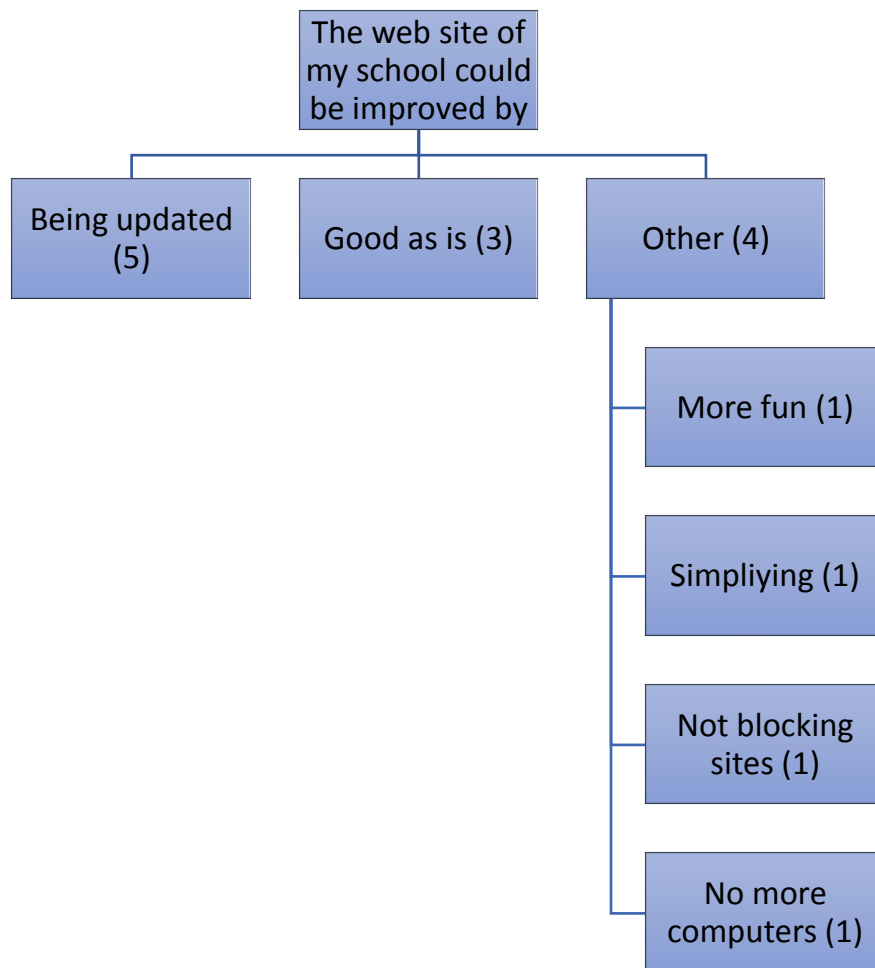 The web site of
my school could
be improved by
Being updated
(5)
Good as is (3)
Other (4)
More fun (1)
Simpliying (1)
Not blocking
sites (1)
No more
computers (1)